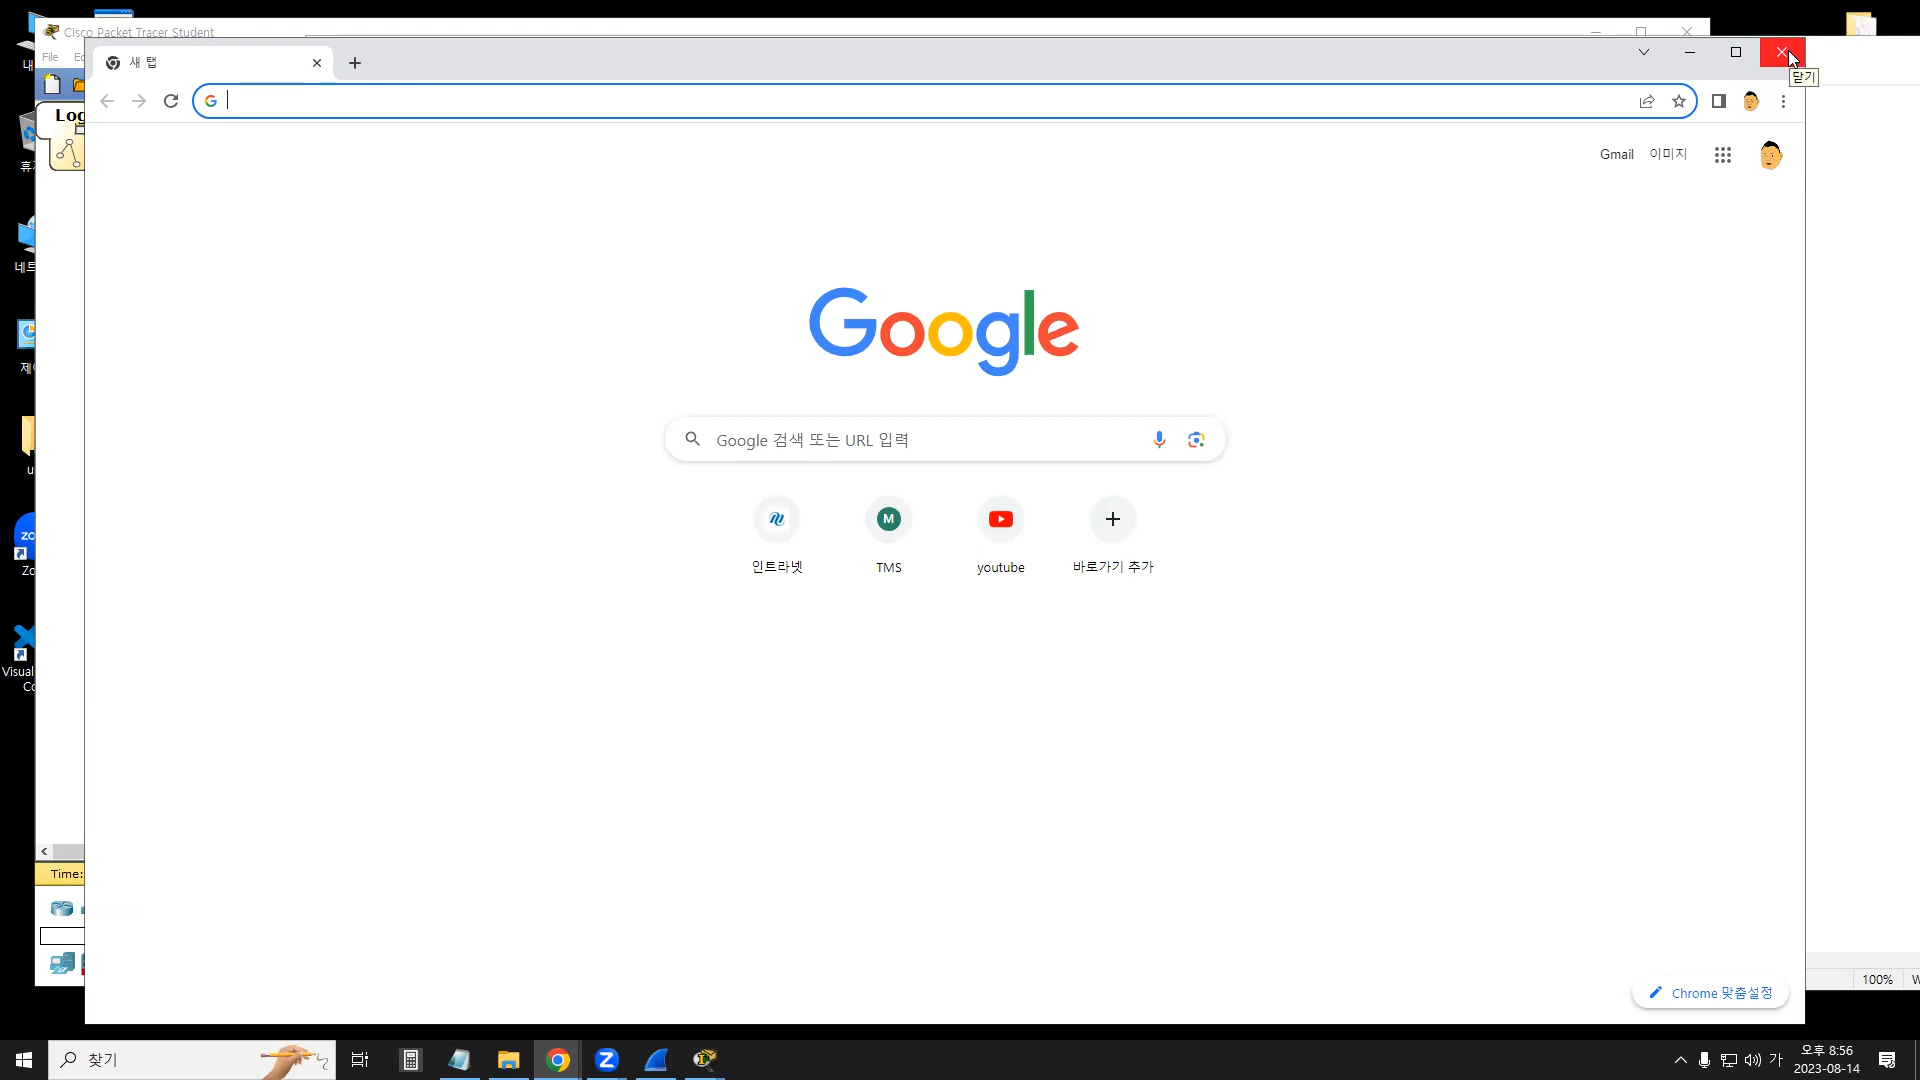 Cisco Packet Tracer Student
File
새 탭
닫기
Log
Gmail 이미지
Google
Google 검색 또는 URL 입력
인트라넷
M
TMS
youtube
바로가기 추가
Time:
100%
Chrome 맞춤설정
찾기
가
오후 8:56
2023-08-14
Visual